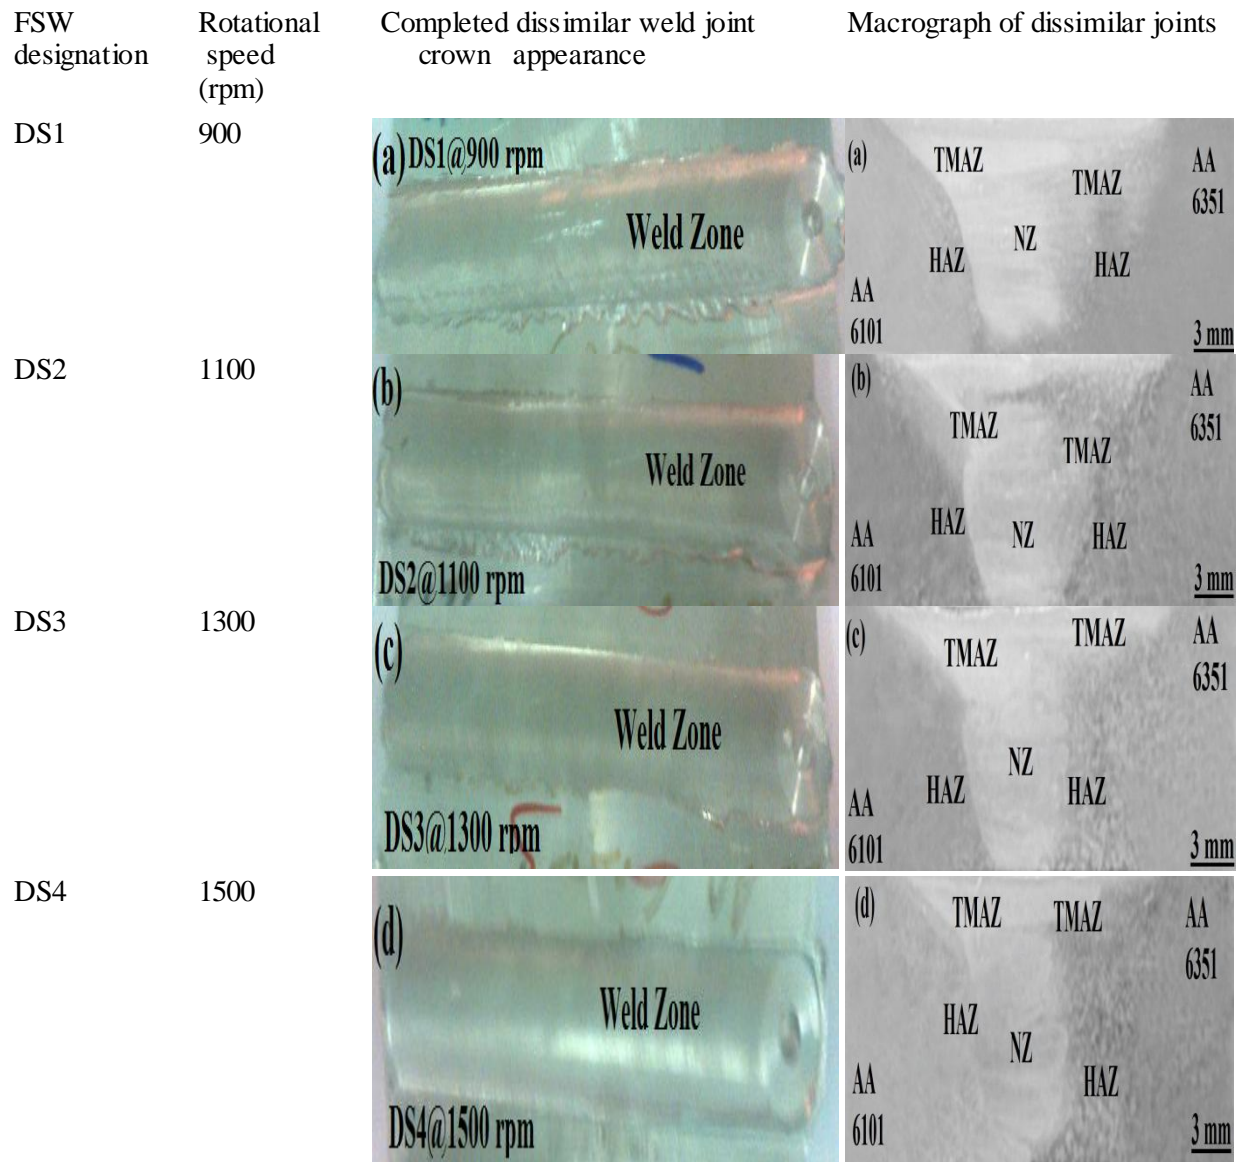 FSW designation
Rotational speed (rpm)
Completed dissimilar weld joint crown appearance
Macrograph of dissimilar joints
DS1
900
(a) DS1@900 rpm
Weld Zone
(a)
TMAZ
TMAZ
AA
6351
NZ
HAZ
HAZ
AA
6101
3 mm
DS2
1100
(b)
Weld Zone
DS2@1100 rpm
(b)
AA
6351
TMAZ
TMAZ
HAZ
NZ
HAZ
AA
6101
3 mm
DS3
1300
(c)
Weld Zone
DS3@1300 rpm
(c)
TMAZ
TMAZ
AA
6351
NZ
HAZ
HAZ
AA
6101
3 mm
DS4
1500
(d)
Weld Zone
DS4@1500 rpm
(d)
TMAZ
TMAZ
AA
6351
HAZ
NZ
HAZ
AA
6101
3 mm